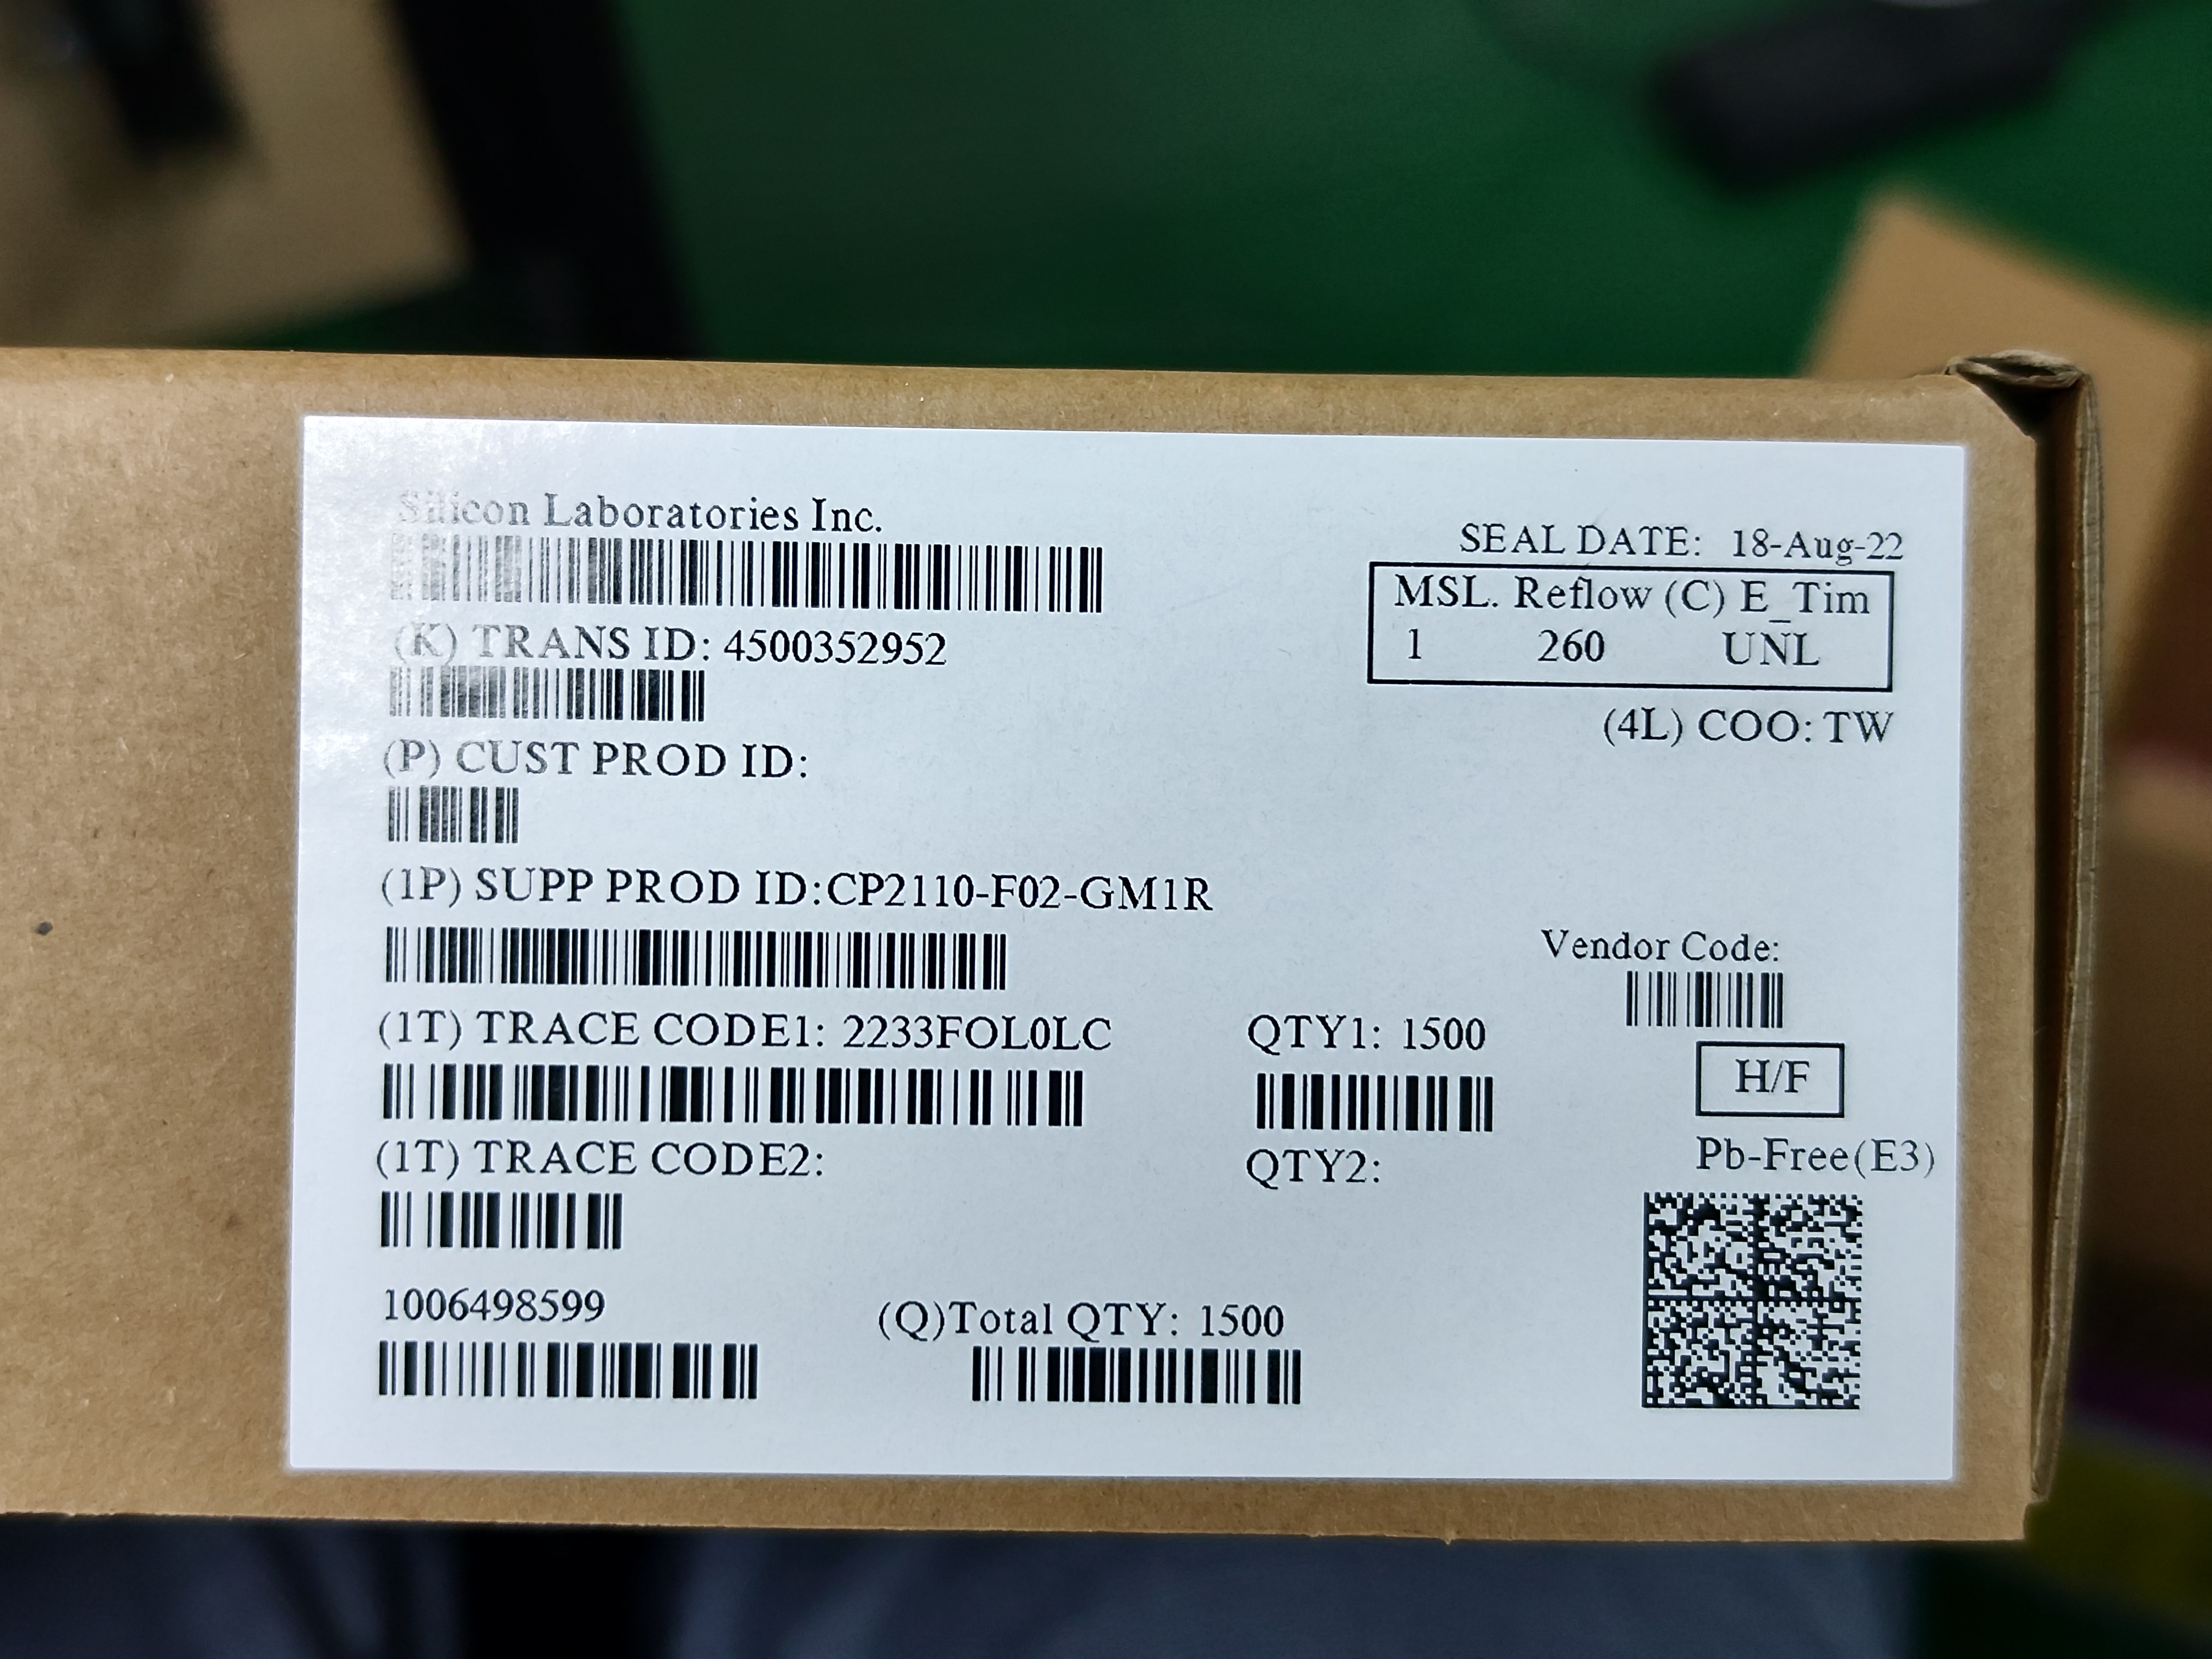 Silicon Laboratories Inc.
SEAL DATE: 18-Aug-22
MSL. Reflow (C) E_Tim
1 260 UNL
(K) TRANS ID: 4500352952
(4L) COO: TW
(P) CUST PROD ID:
(1P) SUPP PROD ID:CP2110-F02-GM1R
Vendor Code:
(1T) TRACE CODE1: 2233FOL0LC
QTY1: 1500
H/F
(1T) TRACE CODE2:
QTY2:
Pb-Free(E3)
1006498599
(Q)Total QTY: 1500